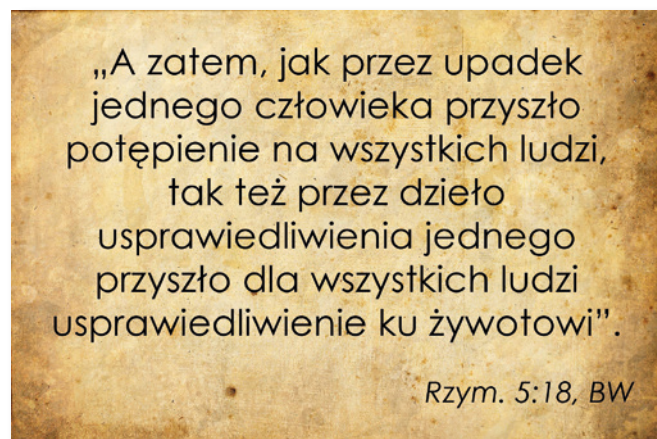 „A zatem, jak przez upadek
jednego człowieka przyszło
potępienie na wszystkich ludzi,
tak też przez dzieło
usprawiedliwienia jednego
przyszło dla wszystkich ludzi
usprawiedliwienie ku żywotowi”.
Rzym. 5:18, BW